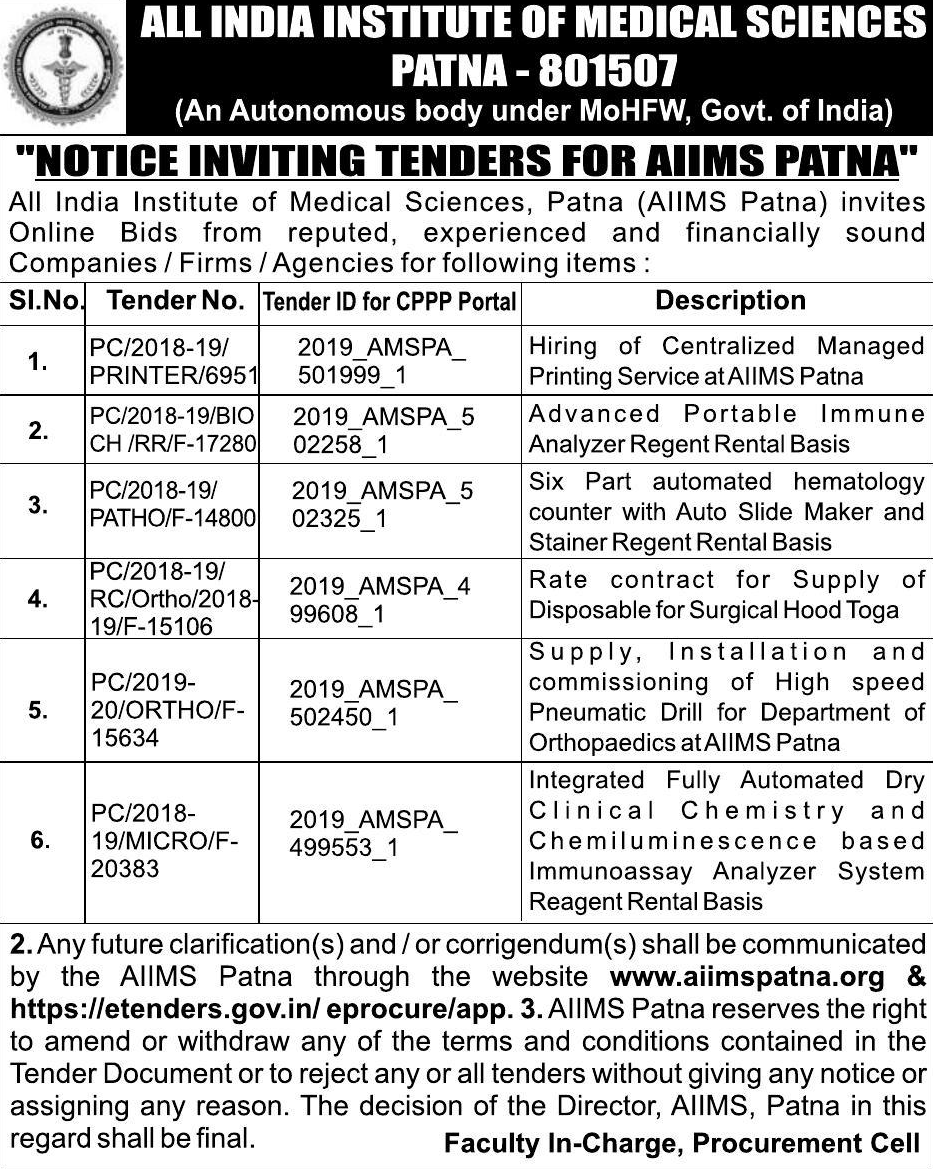 ALL INDIA INSTITUTE OF MEDICAL SCIENCES
PATNA - 801507
(An Autonomous body under MoHFW, Govt. of India)
"NOTICE INVITING TENDERS FOR AIIMS PATNA"
All India Institute of Medical Sciences, Patna (AIIMS Patna) invites
Online Bids from reputed, experienced and financially sound
Companies / Firms / Agencies for following items :
Sl.No. Tender No. Tender ID for CPPP Portal Description
1. PC/2018-19/ 2019_AMSPA_ Hiring of Centralized Managed
PRINTER/6951 501999_1 Printing Service at AIIMS Patna
2. PC/2018-19/BIO 2019_AMSPA_5 Advanced Portable Immune
CH /RR/F-17280 02258_1 Analyzer Regent Rental Basis
3. PC/2018-19/ 2019_AMSPA_5 Six Part automated hematology
PATHO/F-14800 02325_1 counter with Auto Slide Maker and
Stainer Regent Rental Basis
4. PC/2018-19/ 2019_AMSPA_4 Rate contract for Supply of
RC/Ortho/2018- 99608_1 Disposable for Surgical Hood Toga
19/F-15106
5. PC/2019- 2019_AMSPA_ Supply, Installation and
20/ORTHO/F- 502450_1 commissioning of High speed
15634 Pneumatic Drill for Department of
Orthopaedics at AIIMS Patna
6. PC/2018- 2019_AMSPA_ Integrated Fully Automated Dry
19/MICRO/F- 499553_1 Clinical Chemistry and
20383 Chemiluminescence based
Immunoassay Analyzer System
Reagent Rental Basis
2. Any future clarification(s) and / or corrigendum(s) shall be communicated
by the AIIMS Patna through the website www.aiimspatna.org &
https://etenders.gov.in/ eprocure/app. 3. AIIMS Patna reserves the right
to amend or withdraw any of the terms and conditions contained in the
Tender Document or to reject any or all tenders without giving any notice or
assigning any reason. The decision of the Director, AIIMS, Patna in this
regard shall be final. Faculty In-Charge, Procurement Cell